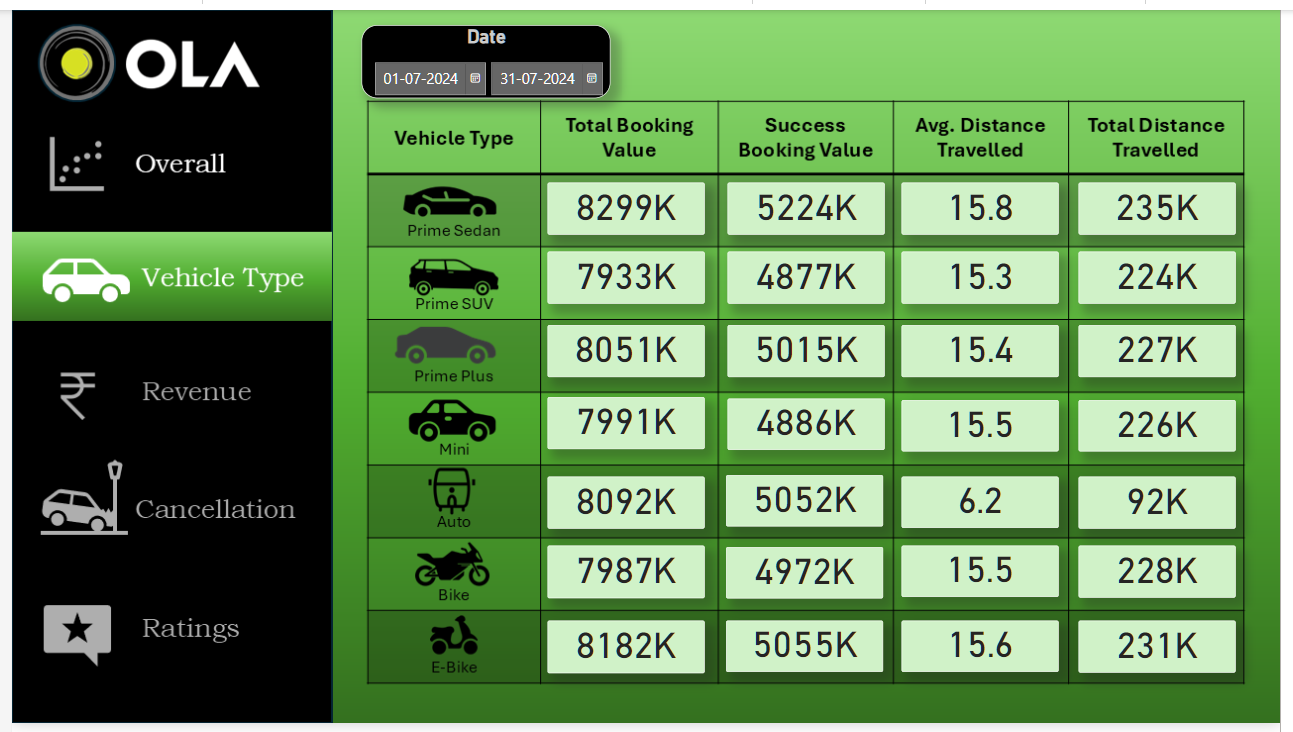 OLA
Overall
Vehicle Type
Revenue
Cancellation
Ratings
Date
01-07-2024 31-07-2024
Vehicle Type Total Booking Value Success Booking Value Avg. Distance Travelled Total Distance Travelled
Prime Sedan 8299K 5224K 15.8 235K
Prime SUV 7933K 4877K 15.3 224K
Prime Plus 8051K 5015K 15.4 227K
Mini 7991K 4886K 15.5 226K
Auto 8092K 5052K 6.2 92K
Bike 7987K 4972K 15.5 228K
E-Bike 8182K 5055K 15.6 231K